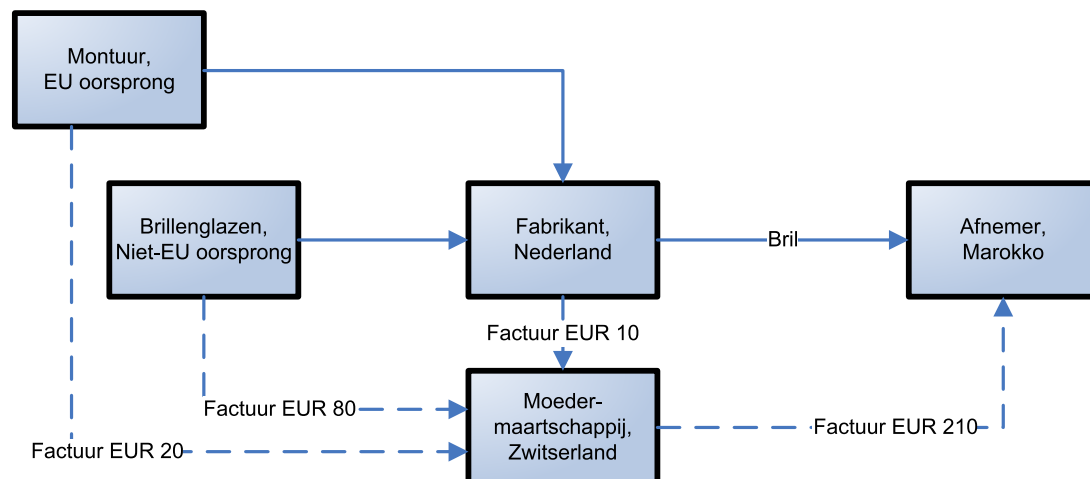 Montuur,
EU oorsprong
Brillenglazen,
Niet-EU oorsprong
Fabrikant,
Nederland
Bril
Afnemer,
Marokko
Factuur EUR 10
Factuur EUR 80
Moeder-
maartschappij,
Zwitserland
Factuur EUR 210
Factuur EUR 20